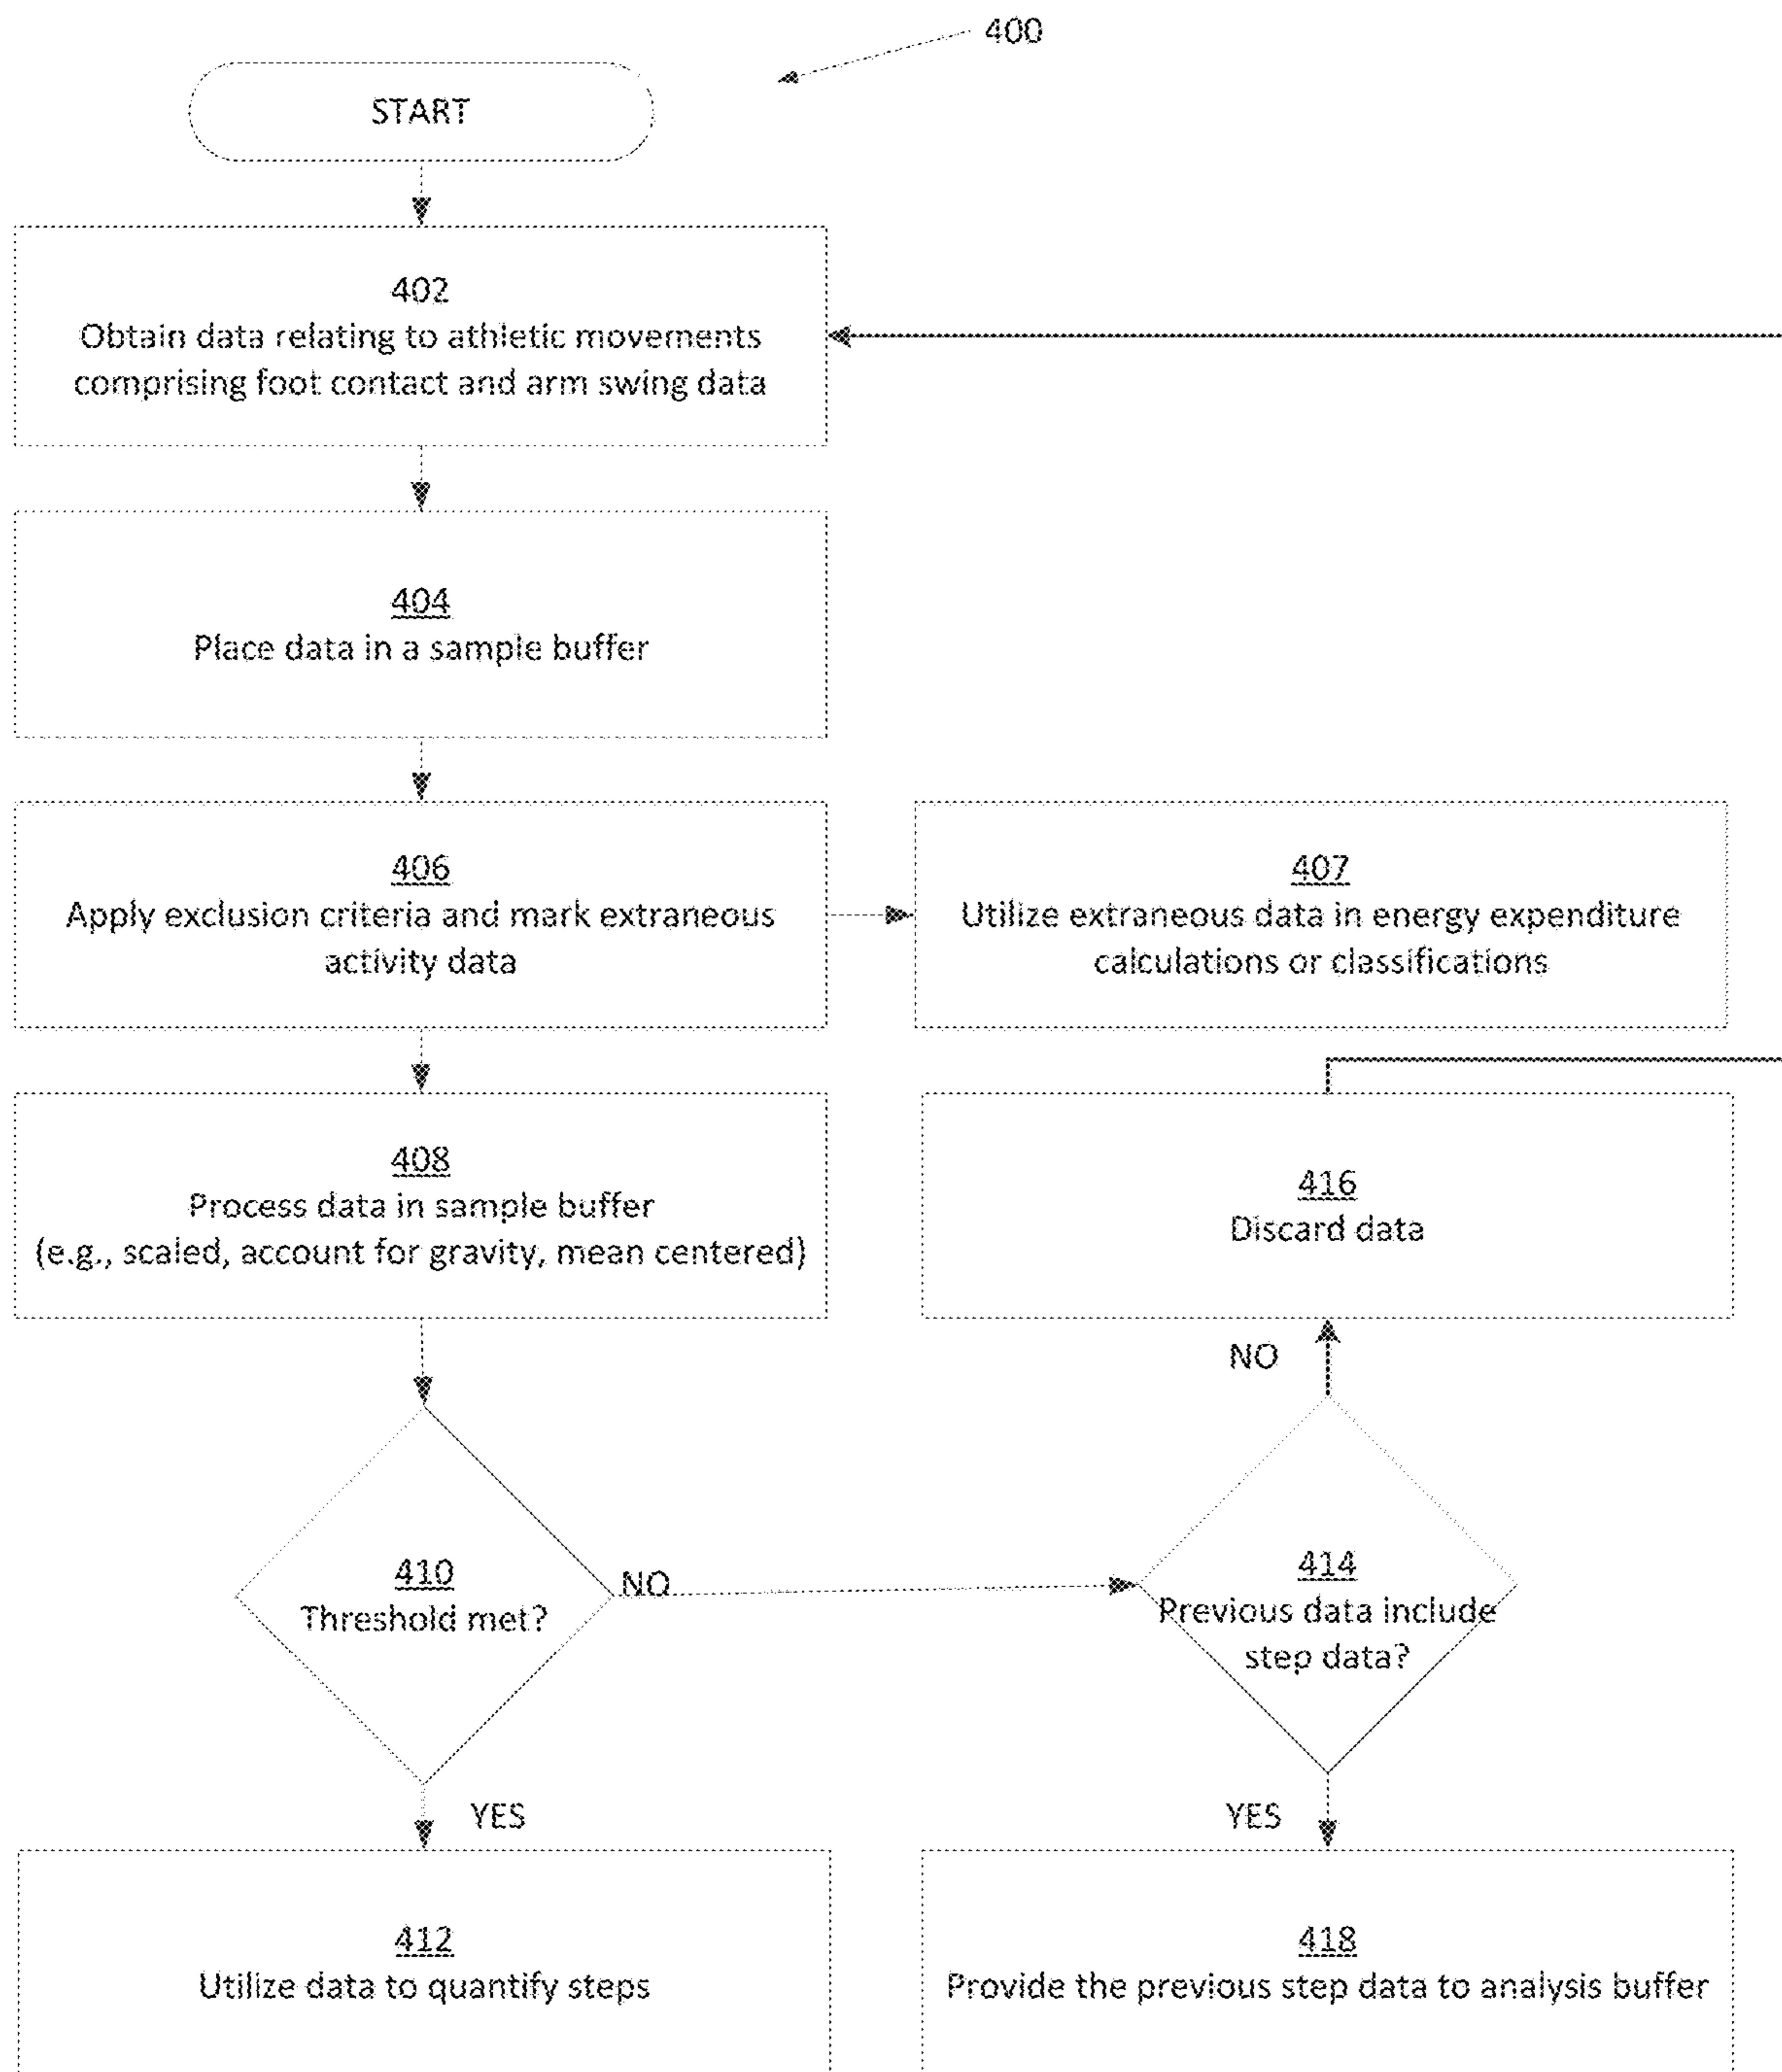 400
START
402
Obtain data relating to athletic movements
comprising foot contact and arm swing data
404
Place data in a sample buffer
406
Apply exclusion criteria and mark extraneous
activity data
407
Utilize extraneous data in energy expenditure
calculations or classifications
408
Process data in sample buffer
(e.g., scaled, account for gravity, mean centered)
416
Discard data
NO
410
Threshold met?
NO
414
Previous data include
step data?
YES
YES
412
Utilize data to quantify steps
418
Provide the previous step data to analysis buffer